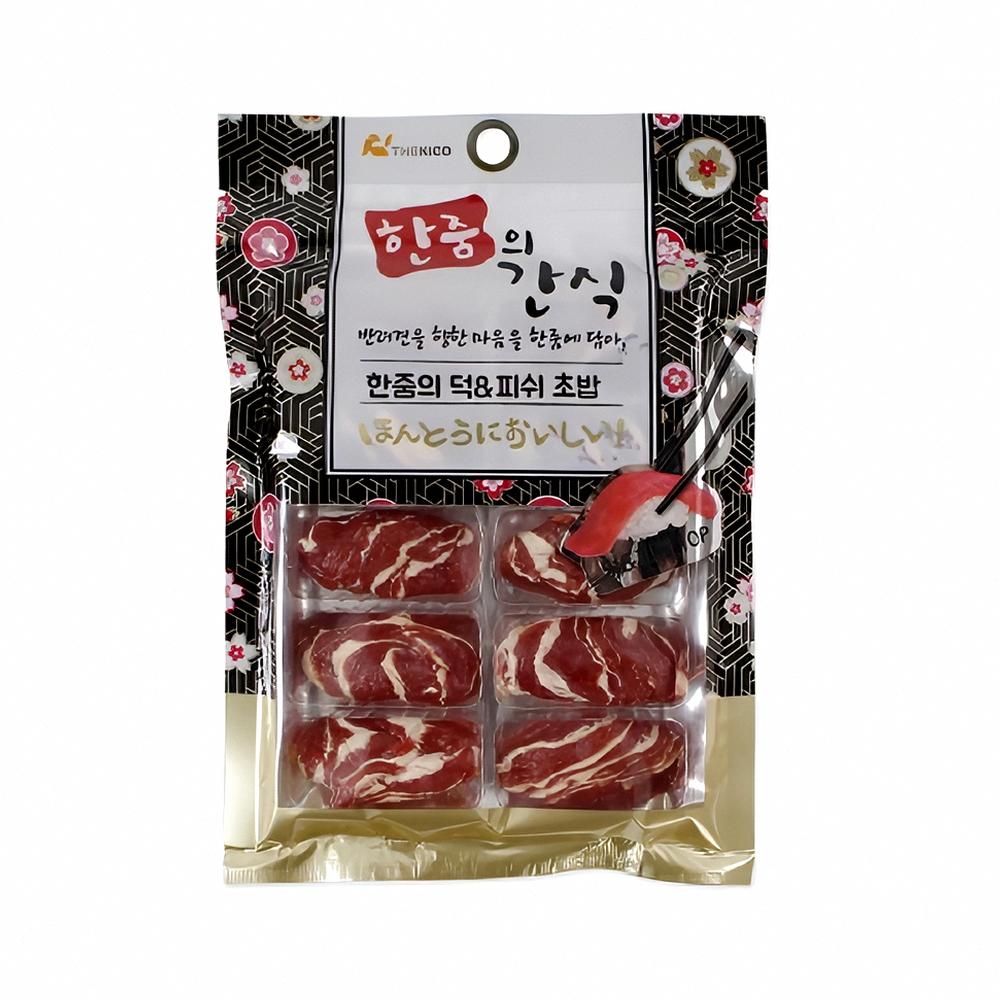 THEKIOO
한줌의
간식
반려견을 향한 마음을 한줌에 담아,
한줌의 덕&피쉬 초밥
ほんとうにおいしい!